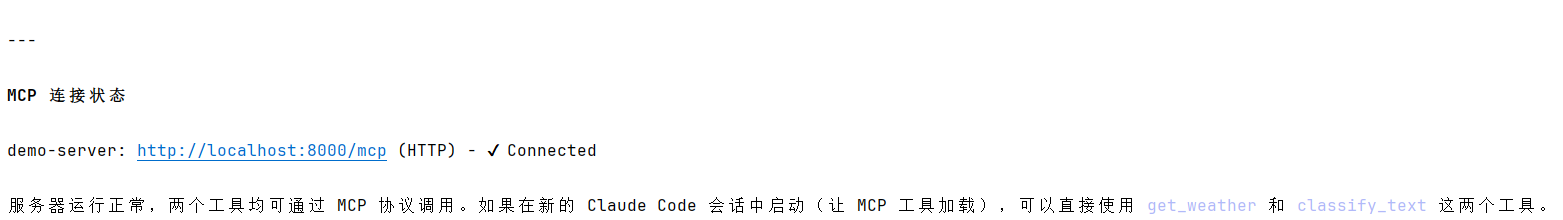 ---
MCP 连接状态
demo-server: http://localhost:8000/mcp (HTTP) - ✔ Connected
服务器运行正常，两个工具均可通过 MCP 协议调用。如果在新的 Claude Code 会话中启动（让 MCP 工具加载），可以直接使用 get_weather 和 classify_text 这两个工具。